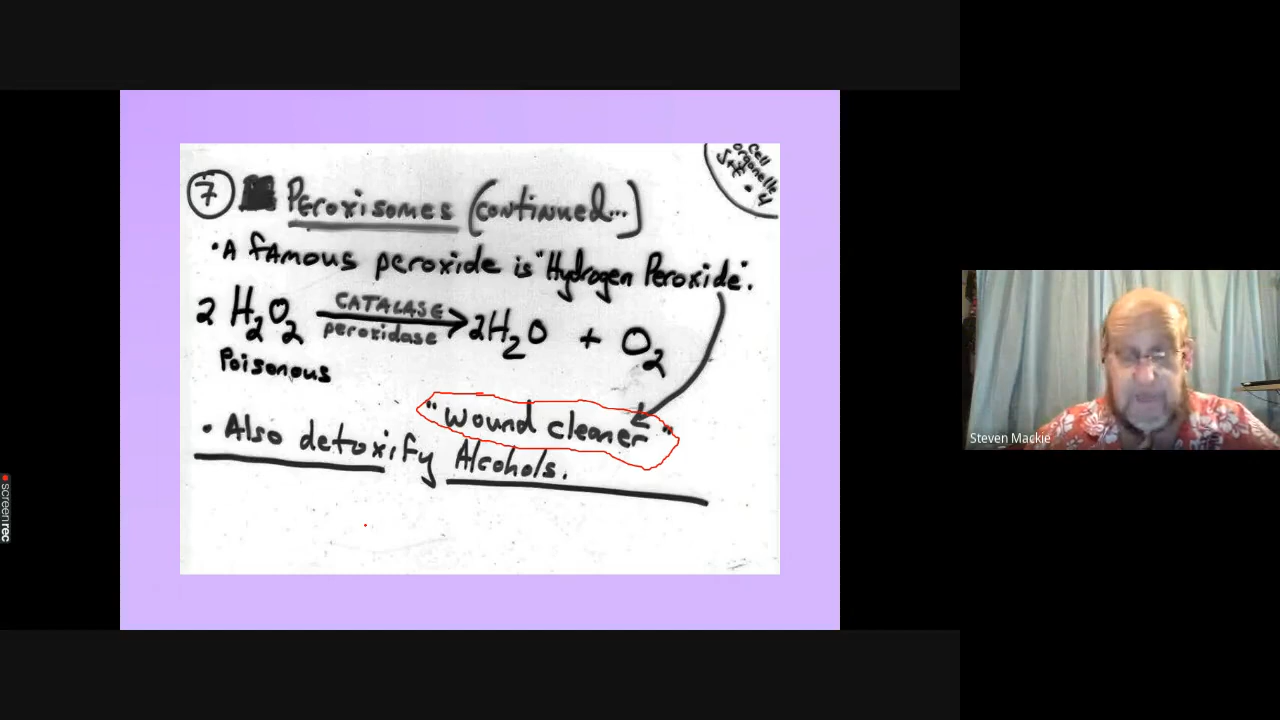 Cell
Organelle
7 Peroxisomes (continued...)
• A famous peroxide is "Hydrogen Peroxide".
2 H2O2 CATALASE 2H2O + O2
peroxidase
Poisonous
"wound cleaner"
• Also detoxify Alcohols.
Steven Mackie
screenrec